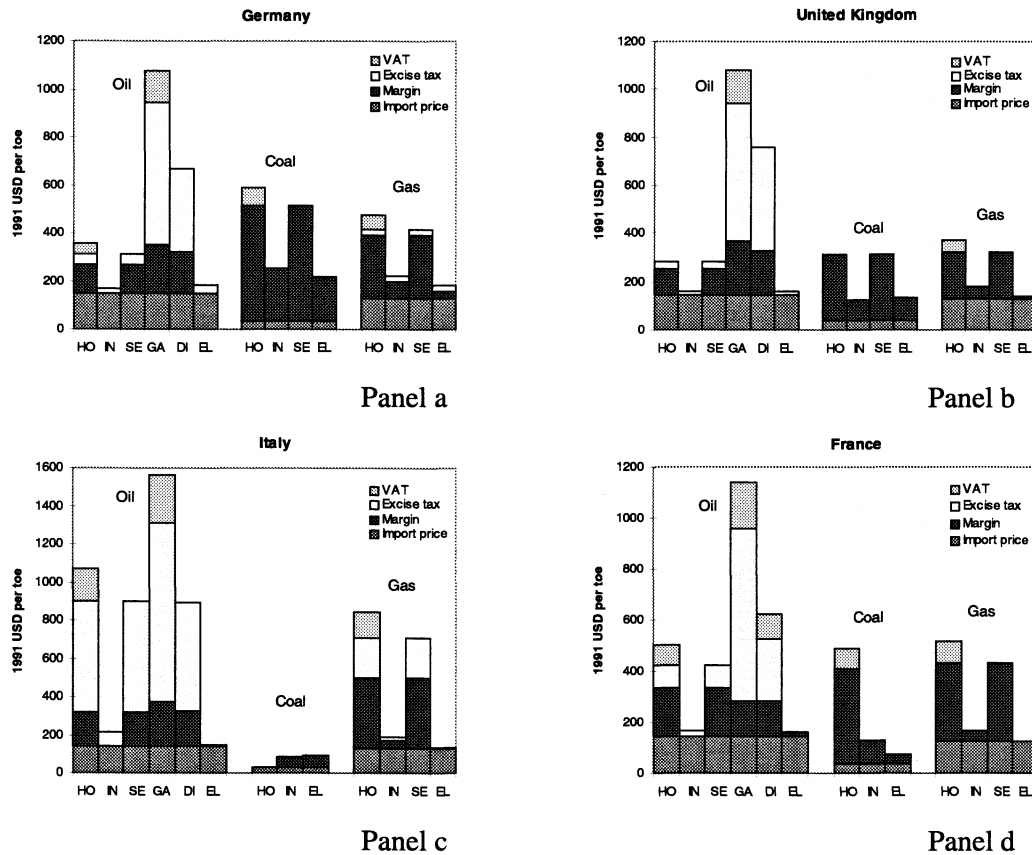 Germany
1991 USD per toe
1200
1000
800
600
400
200
0
Oil
Coal
Gas
VAT
Excise tax
Margin
Import price
HO IN SE GA DI EL
HO IN SE EL
HO IN SE EL
Panel a
United Kingdom
1991 USD per toe
1200
1000
800
600
400
200
0
Oil
Coal
Gas
VAT
Excise tax
Margin
Import price
HO IN SE GA DI EL
HO IN SE EL
HO IN SE EL
Panel b
Italy
1991 USD per toe
1600
1400
1200
1000
800
600
400
200
0
Oil
Coal
Gas
VAT
Excise tax
Margin
Import price
HO IN SE GA DI EL
HO IN EL
HO IN SE EL
Panel c
France
1991 USD per toe
1200
1000
800
600
400
200
0
Oil
Coal
Gas
VAT
Excise tax
Margin
Import price
HO IN SE GA DI EL
HO IN EL
HO IN SE EL
Panel d